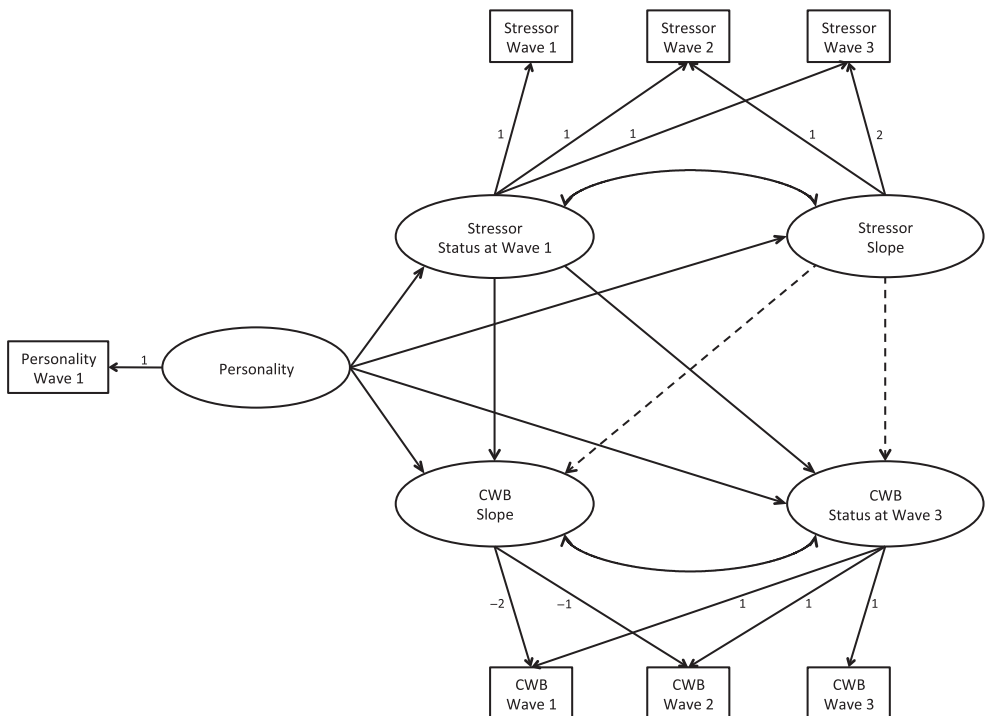 Stressor
Wave 1
Stressor
Wave 2
Stressor
Wave 3
1
1
1
1
2
Stressor
Status at Wave 1
Stressor
Slope
Personality
Wave 1
1
Personality
CWB
Slope
CWB
Status at Wave 3
–2
–1
1
1
1
CWB
Wave 1
CWB
Wave 2
CWB
Wave 3